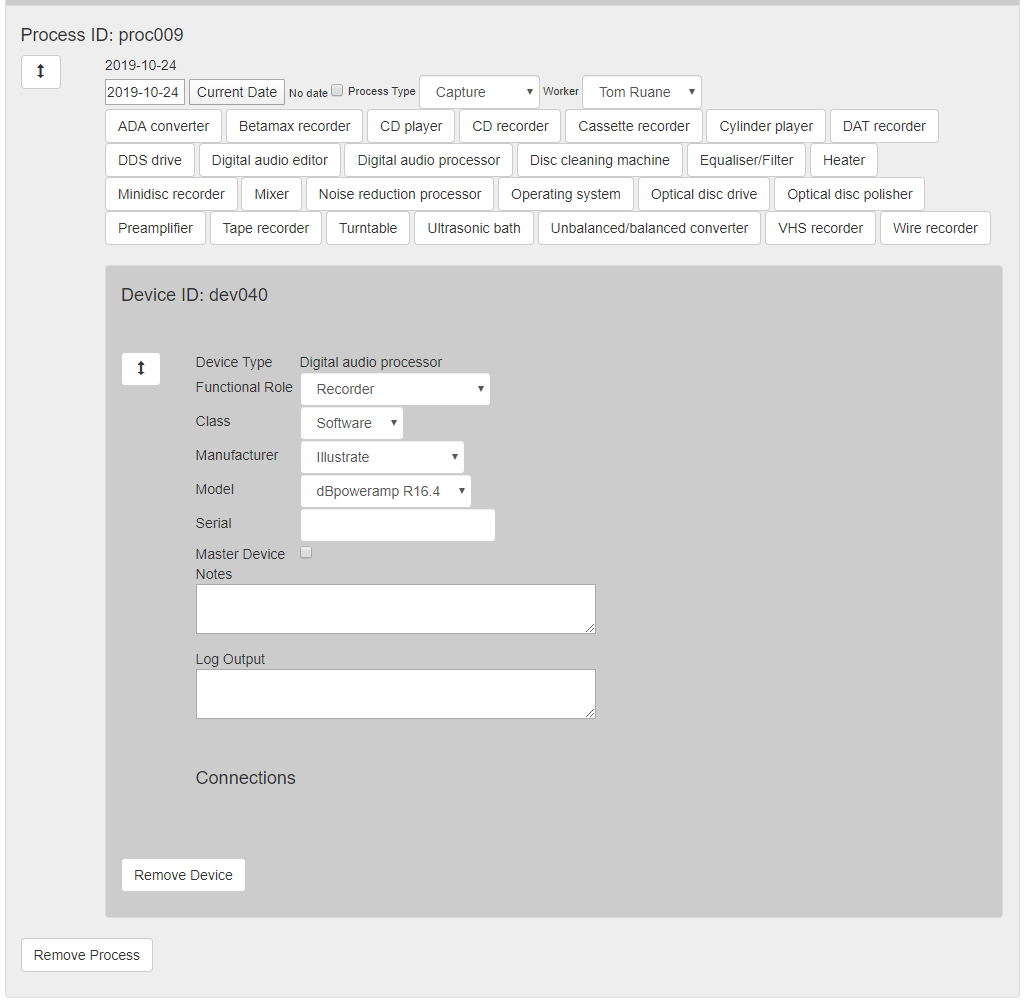 Process ID: proc009
2019-10-24
2019-10-24 Current Date No date Process Type Capture Worker Tom Ruane
ADA converter Betamax recorder CD player CD recorder Cassette recorder Cylinder player DAT recorder
DDS drive Digital audio editor Digital audio processor Disc cleaning machine Equaliser/Filter Heater
Minidisc recorder Mixer Noise reduction processor Operating system Optical disc drive Optical disc polisher
Preamplifier Tape recorder Turntable Ultrasonic bath Unbalanced/balanced converter VHS recorder Wire recorder
Device ID: dev040
Device Type Digital audio processor
Functional Role Recorder
Class Software
Manufacturer Illustrate
Model dBpoweramp R16.4
Serial
Master Device
Notes
Log Output
Connections
Remove Device
Remove Process